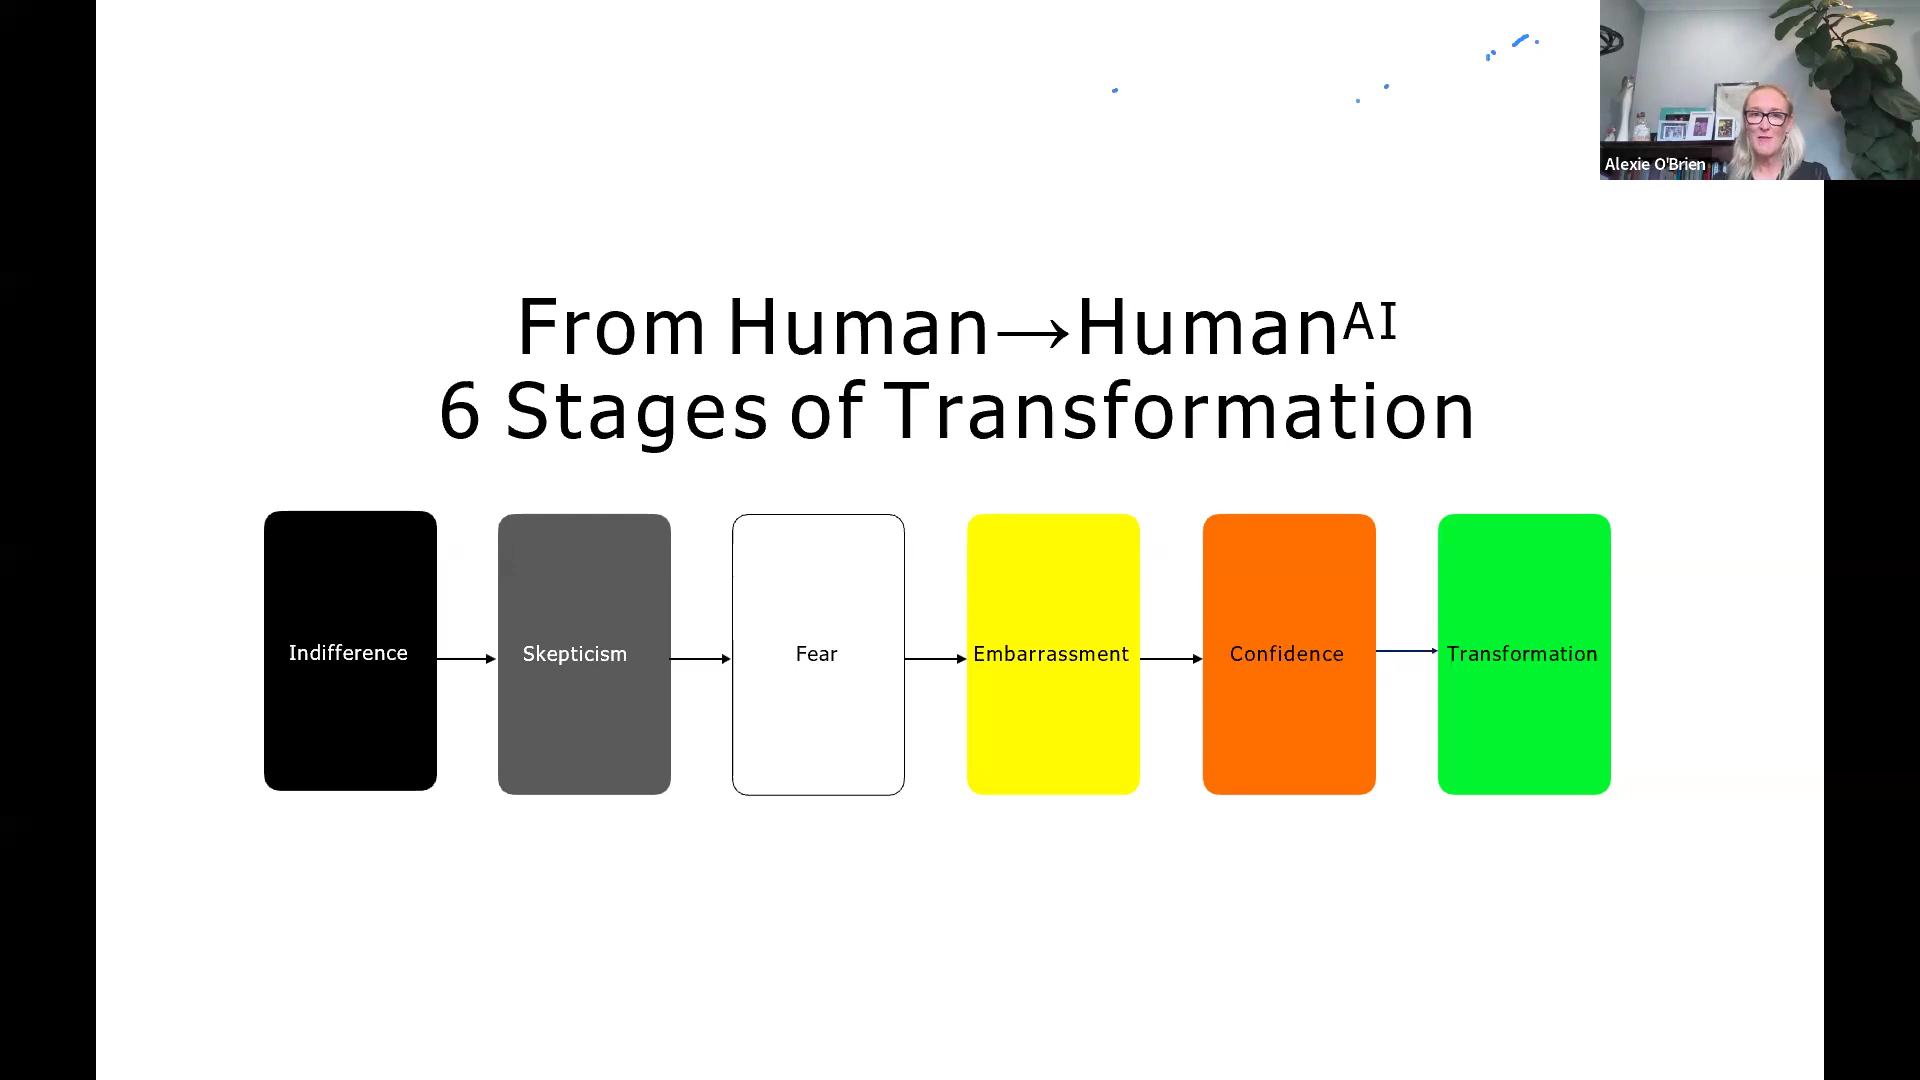 Alexie O'Brien
From Human→Human^AI
6 Stages of Transformation
Indifference
Skepticism
Fear
Embarrassment
Confidence
Transformation